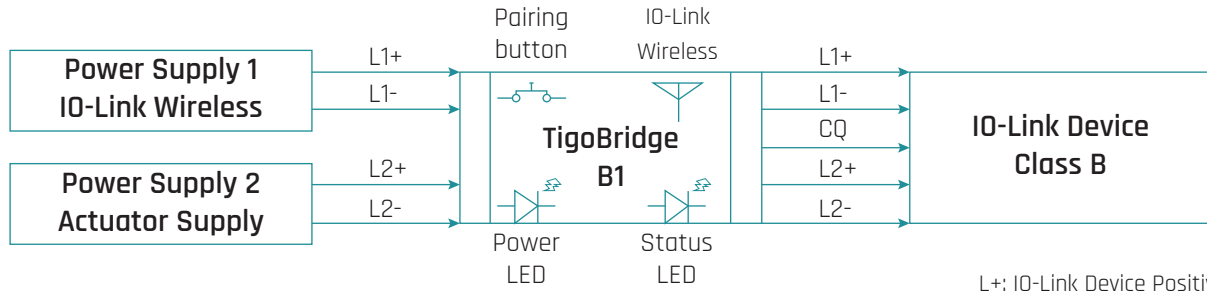 Pairing
button
IO-Link
Wireless
Power Supply 1
IO-Link Wireless
L1+
L1-
Power Supply 2
Actuator Supply
L2+
L2-
TigoBridge
B1
Power
LED
Status
LED
L1+
L1-
CQ
L2+
L2-
IO-Link Device
Class B
L+: IO-Link Device